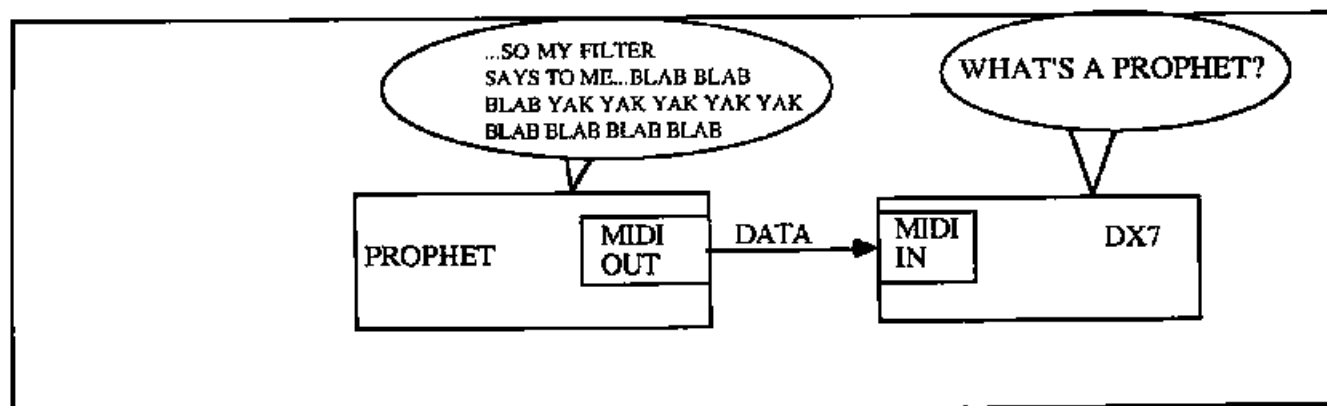 ...SO MY FILTER
SAYS TO ME...BLAB BLAB
BLAB YAK YAK YAK YAK YAK
BLAB BLAB BLAB BLAB
WHAT'S A PROPHET?
PROPHET
MIDI
OUT
DATA
MIDI
IN
DX7